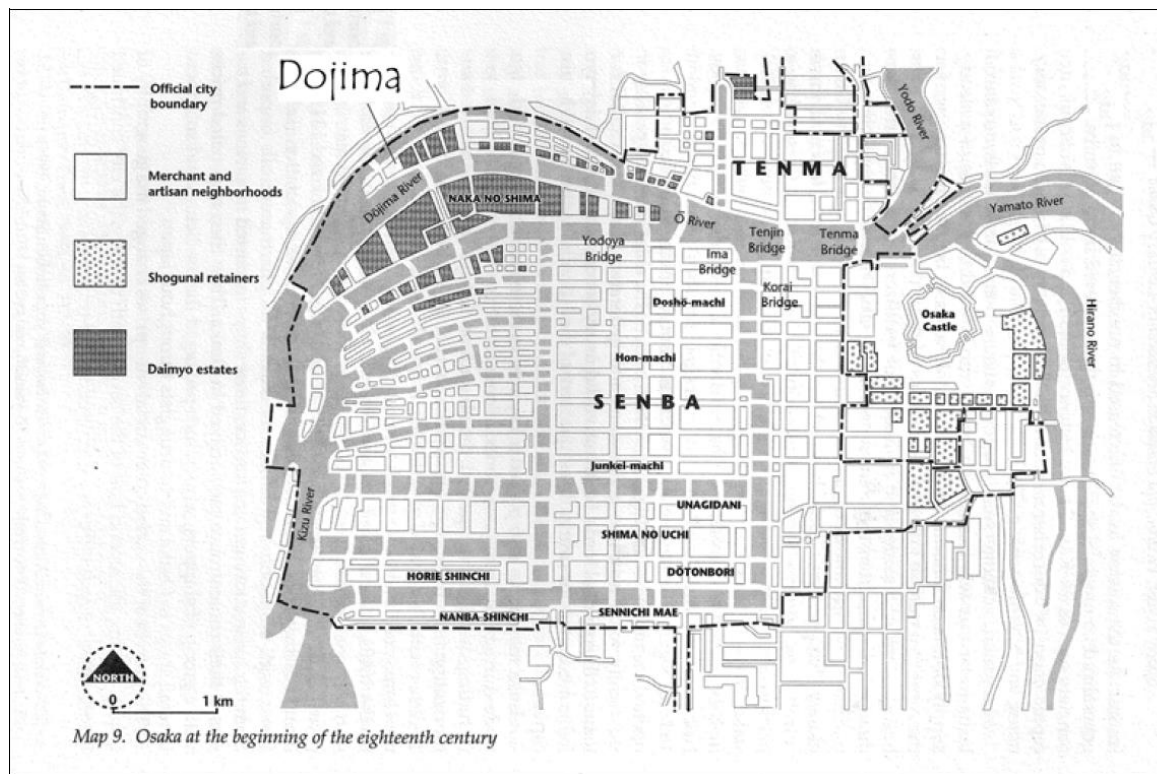 Dojima
Official city
boundary
Merchant and
artisan neighborhoods
Shogunal retainers
Daimyo estates
TENMA
Yodo River
Yamato River
Dōjima River
NAKA NO SHIMA
Ō River
Yodoya
Bridge
Ima
Bridge
Tenjin
Bridge
Tenma
Bridge
Korai
Bridge
Doshō-machi
Osaka
Castle
Hirano River
Hon-machi
SENBA
Junkei-machi
Kizu River
UNAGIDANI
SHIMA NO UCHI
HORIE SHINCHI
DŌTONBORI
NANBA SHINCHI
SENNICHI MAE
NORTH
0
1 km
Map 9. Osaka at the beginning of the eighteenth century